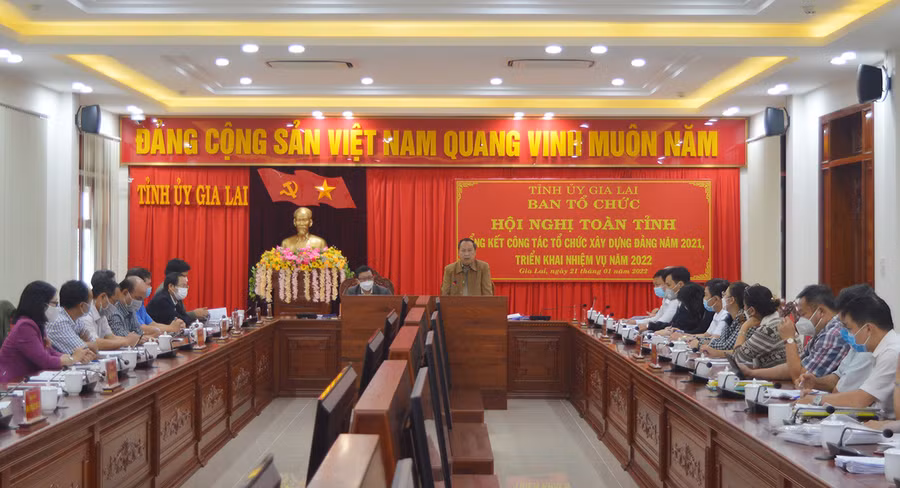 ĐẢNG CỘNG SẢN VIỆT NAM QUANG VINH MUÔN NĂM
TỈNH ỦY GIA LAI
TỈNH ỦY GIA LAI
BAN TỔ CHỨC
HỘI NGHỊ TOÀN TỈNH
KẾT CÔNG TÁC TỔ CHỨC XÂY DỰNG ĐẢNG NĂM 2021,
TRIỂN KHAI NHIỆM VỤ NĂM 2022
Gia Lai, ngày 21 tháng 01 năm 2022